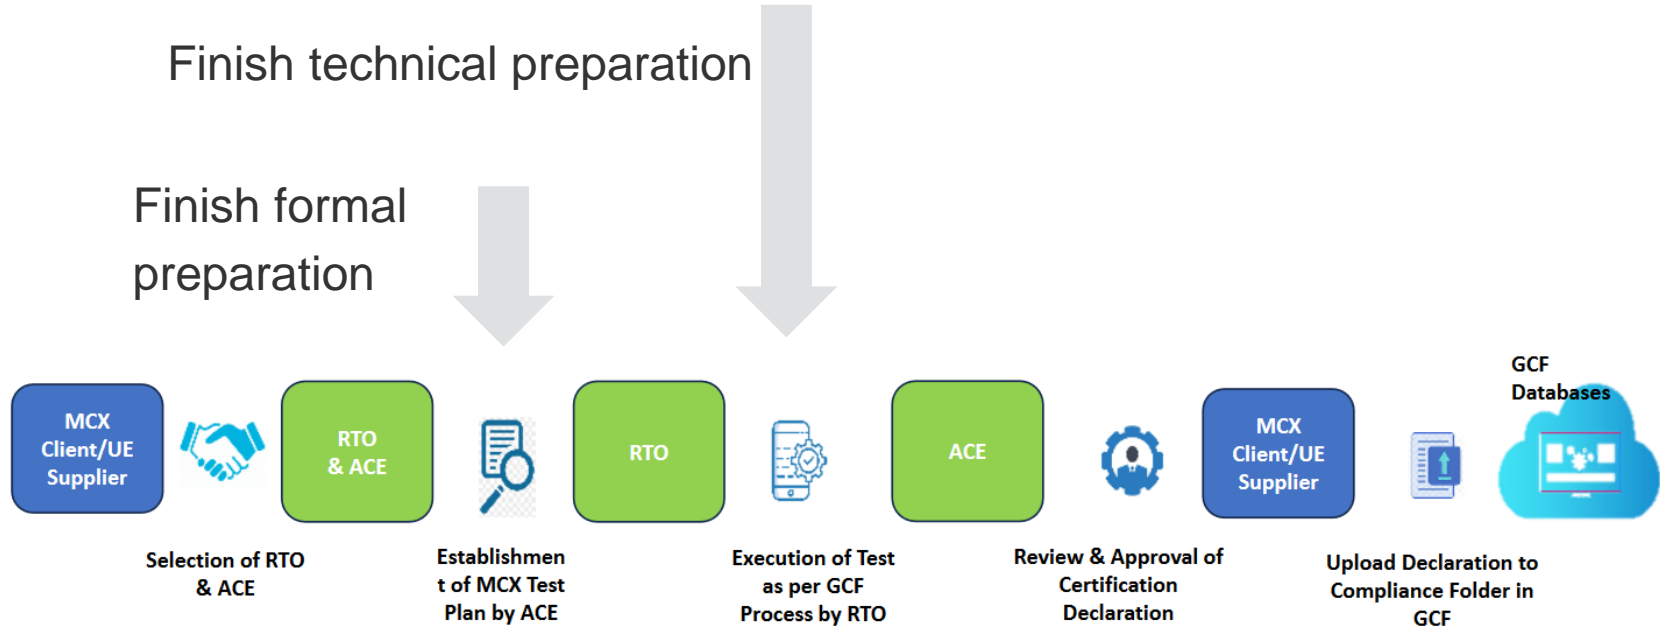 Finish technical preparation
Finish formal
preparation
GCF
Databases
MCX
Client/UE
Supplier
RTO
& ACE
RTO
ACE
MCX
Client/UE
Supplier
Selection of RTO
& ACE
Establishmen
t of MCX Test
Plan by ACE
Execution of Test
as per GCF
Process by RTO
Review & Approval of
Certification
Declaration
Upload Declaration to
Compliance Folder in
GCF